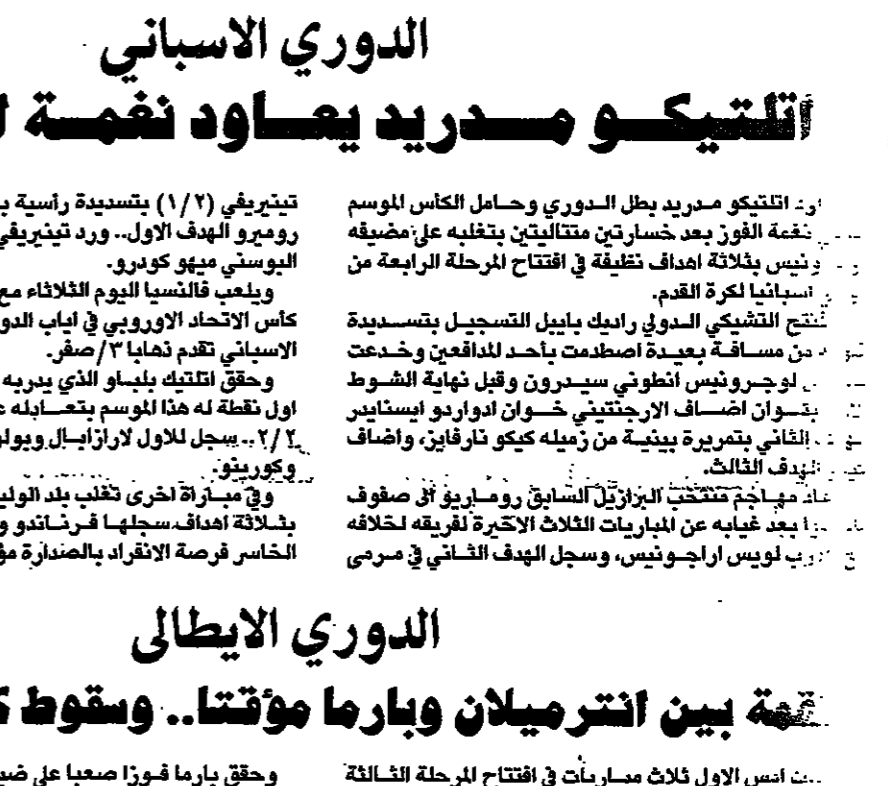 الدوري الاسباني
اتلتيكو مدريد يعاود نغمة
اتلتيكو مدريد بطل الدوري وحامل الكأس الموسم
نغمة الفوز بعد خسارتين متتاليتين بتغلبه على مضيفه
بثلاثة اهداف نظيفة في افتتاح المرحلة الرابعة من
اسبانيا لكرة القدم.
التشيكي الدولي راديك باييل التسجيل بتسديدة
من مسافة بعيدة اصطدمت بأحد المدافعين وخدعت
لوجرونيس انطوني سيدرون وقبل نهاية الشوط
اضاف الارجنتيني خوان ادواردو ايسنايدر
الثاني بتمريرة بينية من زميله كيكو نارفايز، واضاف
الهدف الثالث.
مهاجم منتخب البرازيل السابق روماريو الى صفوف
بعد غيابه عن المباريات الثلاث الاخيرة لفريقه لخلافه
لويس اراجونيس، وسجل الهدف الثاني في مرمى
تينيريفي (١/٢) بتسديدة رأسية
روميرو الهدف الاول.. ورد تينيريفي
البوسني ميهو كودرو.
ويلعب فالنسيا اليوم الثلاثاء مع
كأس الاتحاد الاوروبي في اياب
الاسباني تقدم ذهابا ٣/صفر.
وحقق اتلتيك بلباو الذي يدربه
اول نقطة له هذا الموسم بتعادله
٢/٢.. سجل للاول لارازابال
وكورينو.
وفي مباراة اخرى تغلب بلد
بثلاثة اهداف سجلها فرناندو
الخاسر فرصة الانفراد بالصدارة
الدوري الايطالى
بين انترميلان وبارما مؤقتا.. وسقوط
امس الاول ثلاث مباريات في افتتاح المرحلة الثالثة
وحقق بارما فوزا صعبا على